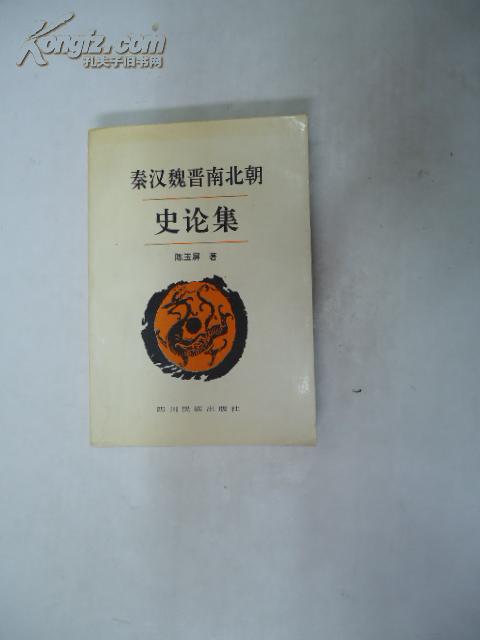 Kongfz.com
孔夫子旧书网
秦汉魏晋南北朝
史论集
陈玉屏 著
四川民族出版社